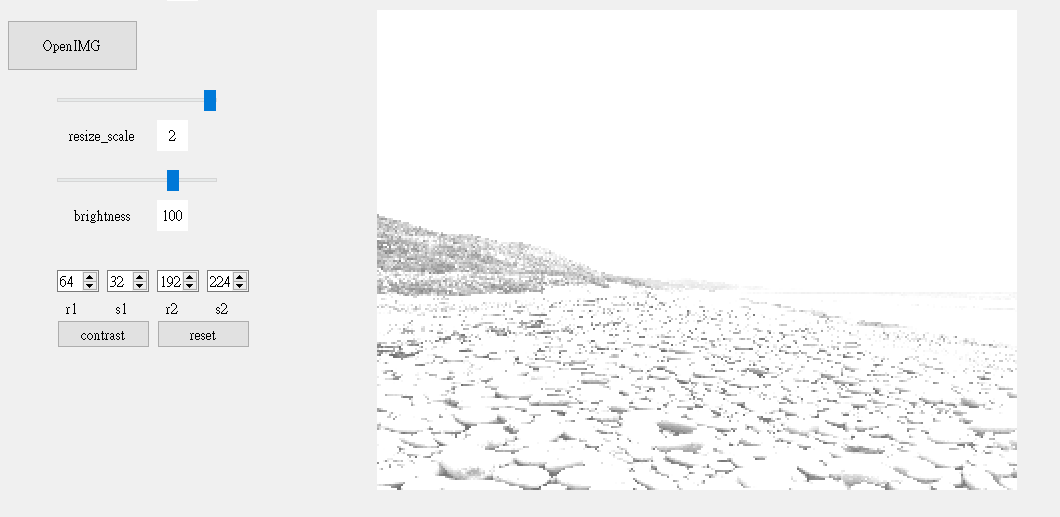 OpenIMG
resize_scale 2
brightness 100
64 32 192 224
r1 s1 r2 s2
contrast reset